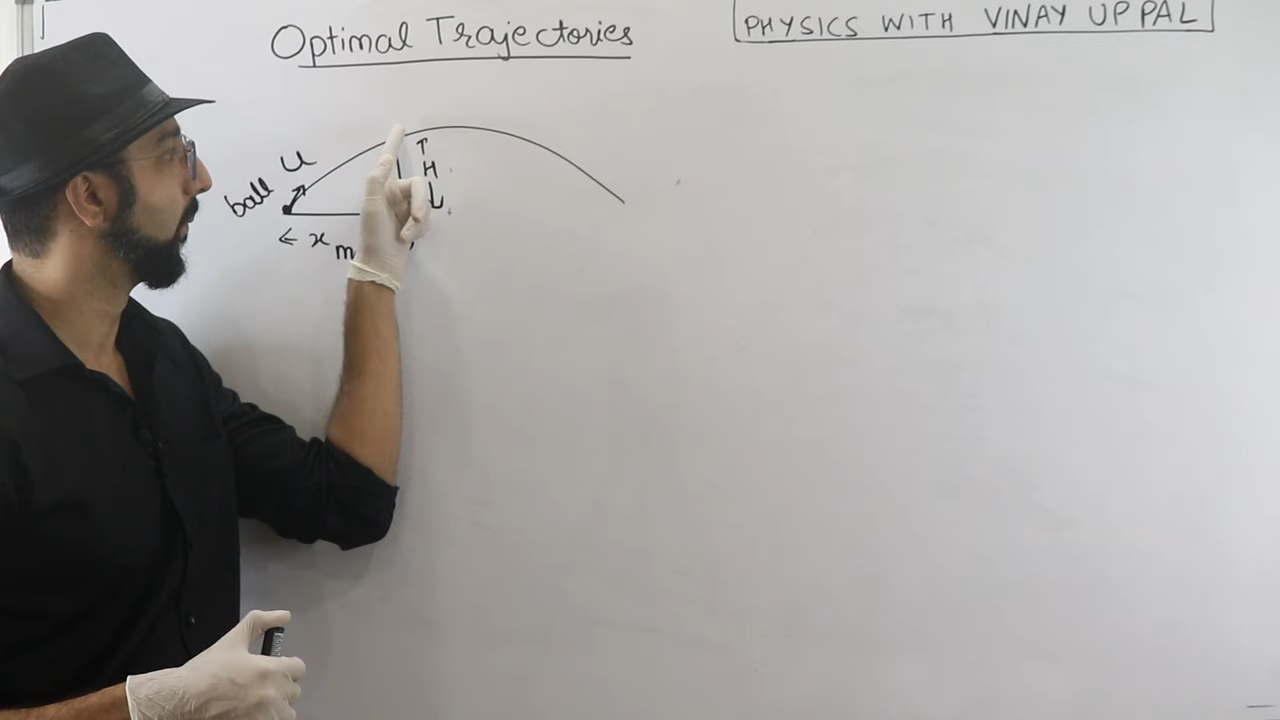 Optimal Trajectories
PHYSICS WITH VINAY UPPAL
ball u
H
x m